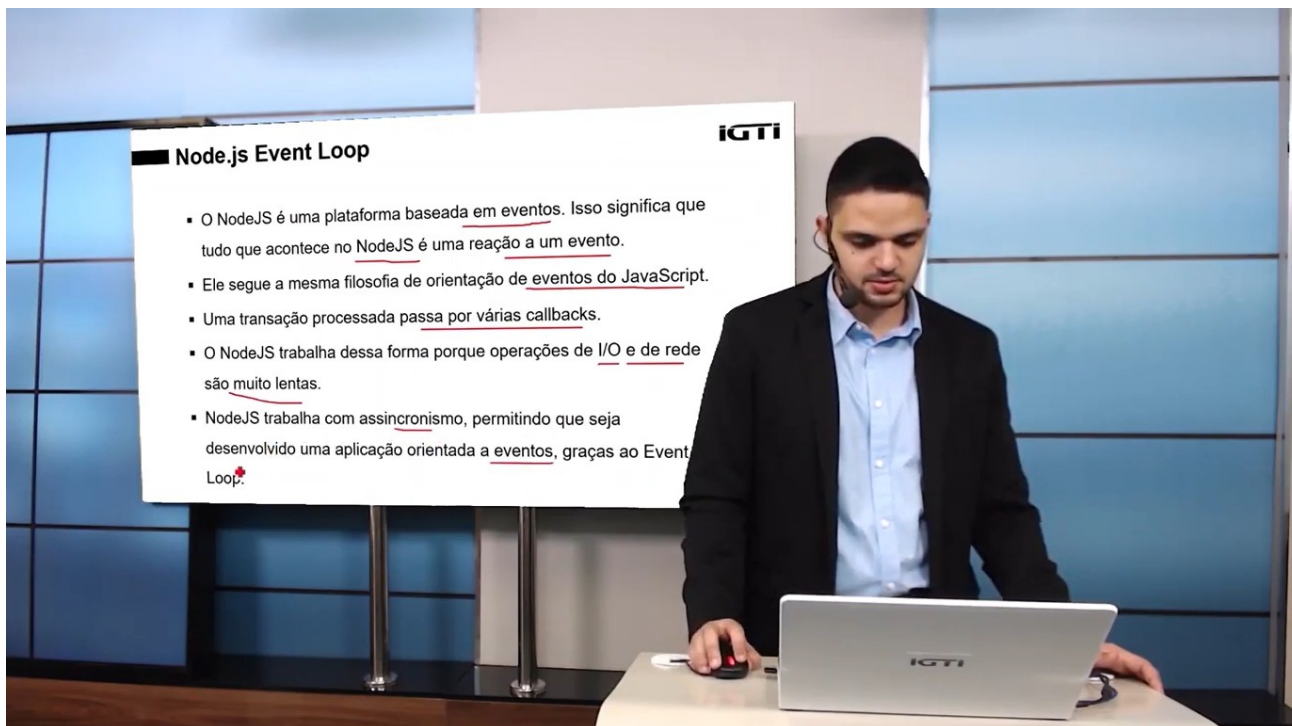 Node.js Event Loop
iGTi
▪ O NodeJS é uma plataforma baseada em eventos. Isso significa que
tudo que acontece no NodeJS é uma reação a um evento.
▪ Ele segue a mesma filosofia de orientação de eventos do JavaScript.
▪ Uma transação processada passa por várias callbacks.
▪ O NodeJS trabalha dessa forma porque operações de I/O e de rede
são muito lentas.
▪ NodeJS trabalha com assincronismo, permitindo que seja
desenvolvido uma aplicação orientada a eventos, graças ao Event
Loop.
iGTi